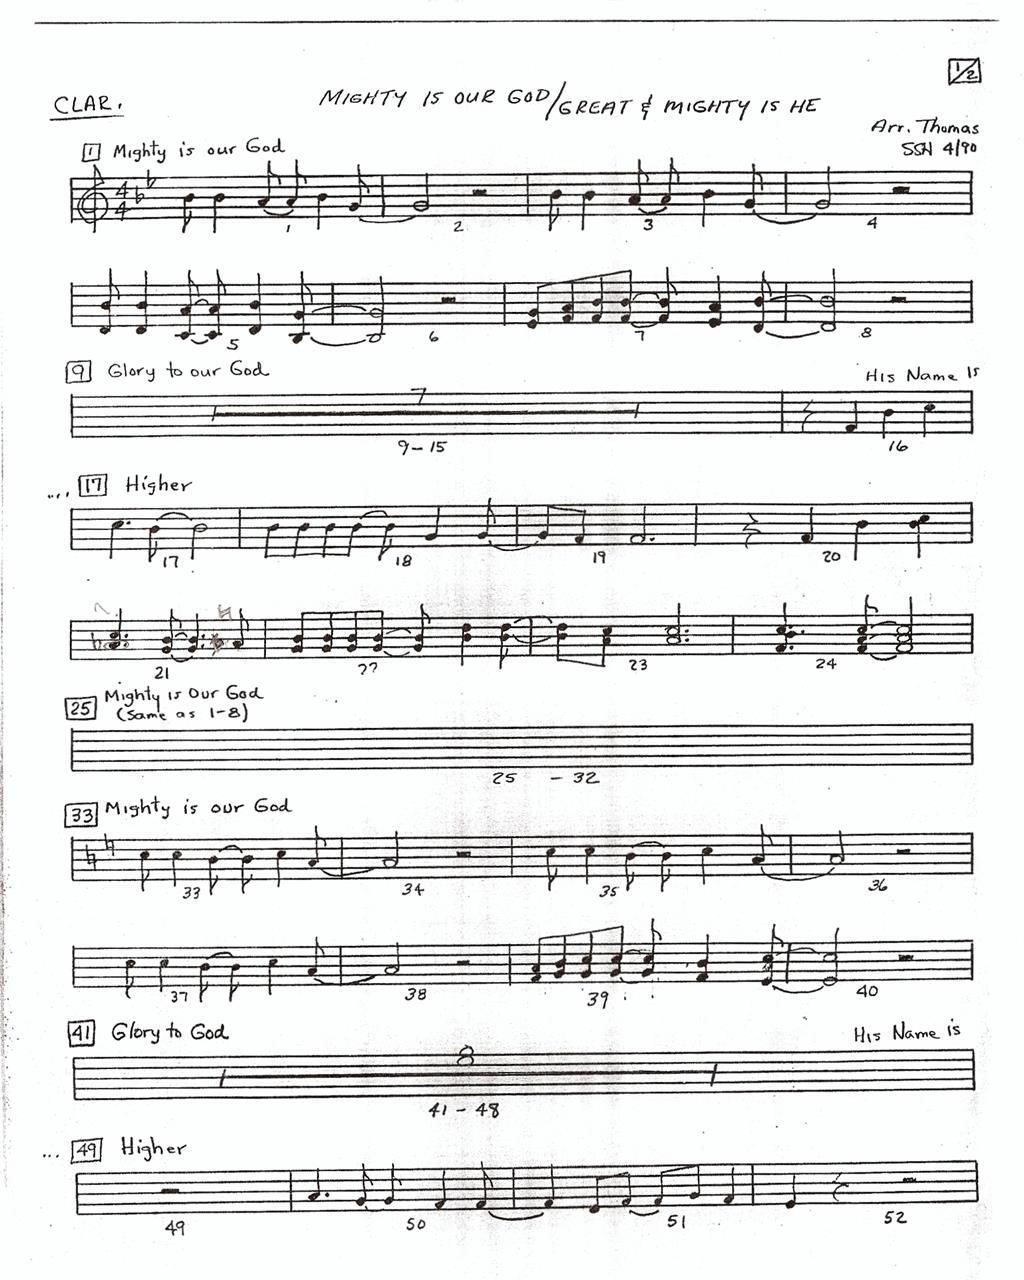 1/2
CLAR.
MIGHTY IS OUR GOD/GREAT & MIGHTY IS HE
Arr. Thomas
SSN 4/90
1 Mighty is our God
4
4
1 2 3 4
5 6 7 8
9 Glory to our God His Name Is
7
9-15 16
... 17 Higher
17 18 19 20
21 22 23 24
25 Mighty is Our God
(same as 1-8)
25 - 32
33 Mighty is our God
33 34 35 36
37 38 39 40
41 Glory to God His Name is
8
41-48
... 49 Higher
49 50 51 52